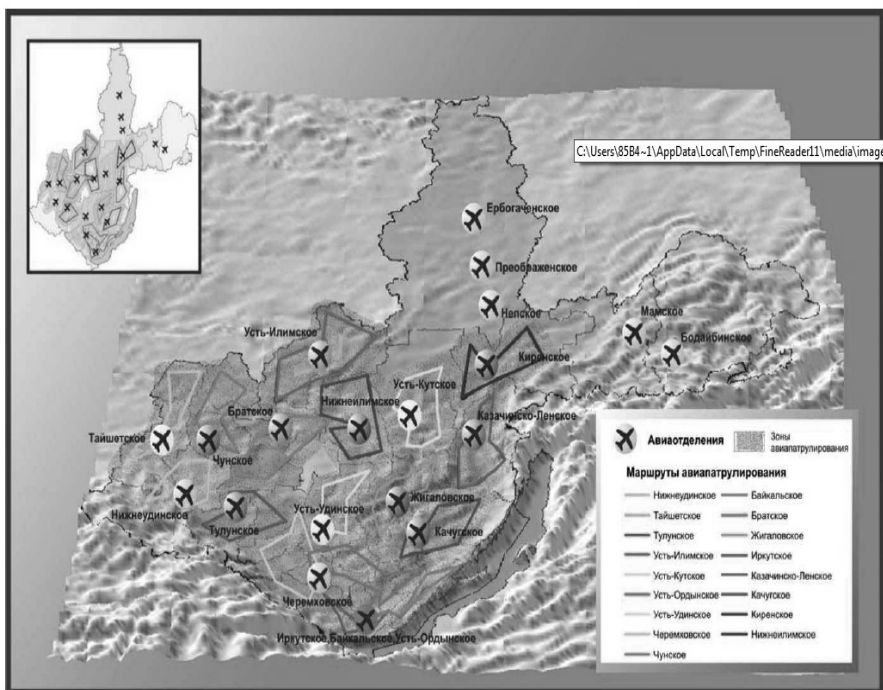 C:\Users\85B4~1\AppData\Local\Temp\FineReader11\media\image
Ербогаченское
Преображенское
Непское
Мамское
Бодайбинское
Усть-Илимское
Киренское
Усть-Кутское
Братское
Нижнеилимское
Казачинско-Ленское
Тайшетское
Чунское
Жигаловское
Нижнеудинское
Тулунское
Усть-Удинское
Качугское
Черемховское
Иркутское,Байкальское,Усть-Ордынское
Авиаотделения
Зоны
авиапатрулирования
Маршруты авиапатрулирования
Нижнеудинское
Тайшетское
Тулунское
Усть-Илимское
Усть-Кутское
Усть-Ордынское
Усть-Удинское
Черемховское
Чунское
Байкальское
Братское
Жигаловское
Иркутское
Казачинско-Ленское
Качугское
Киренское
Нижнеилимское